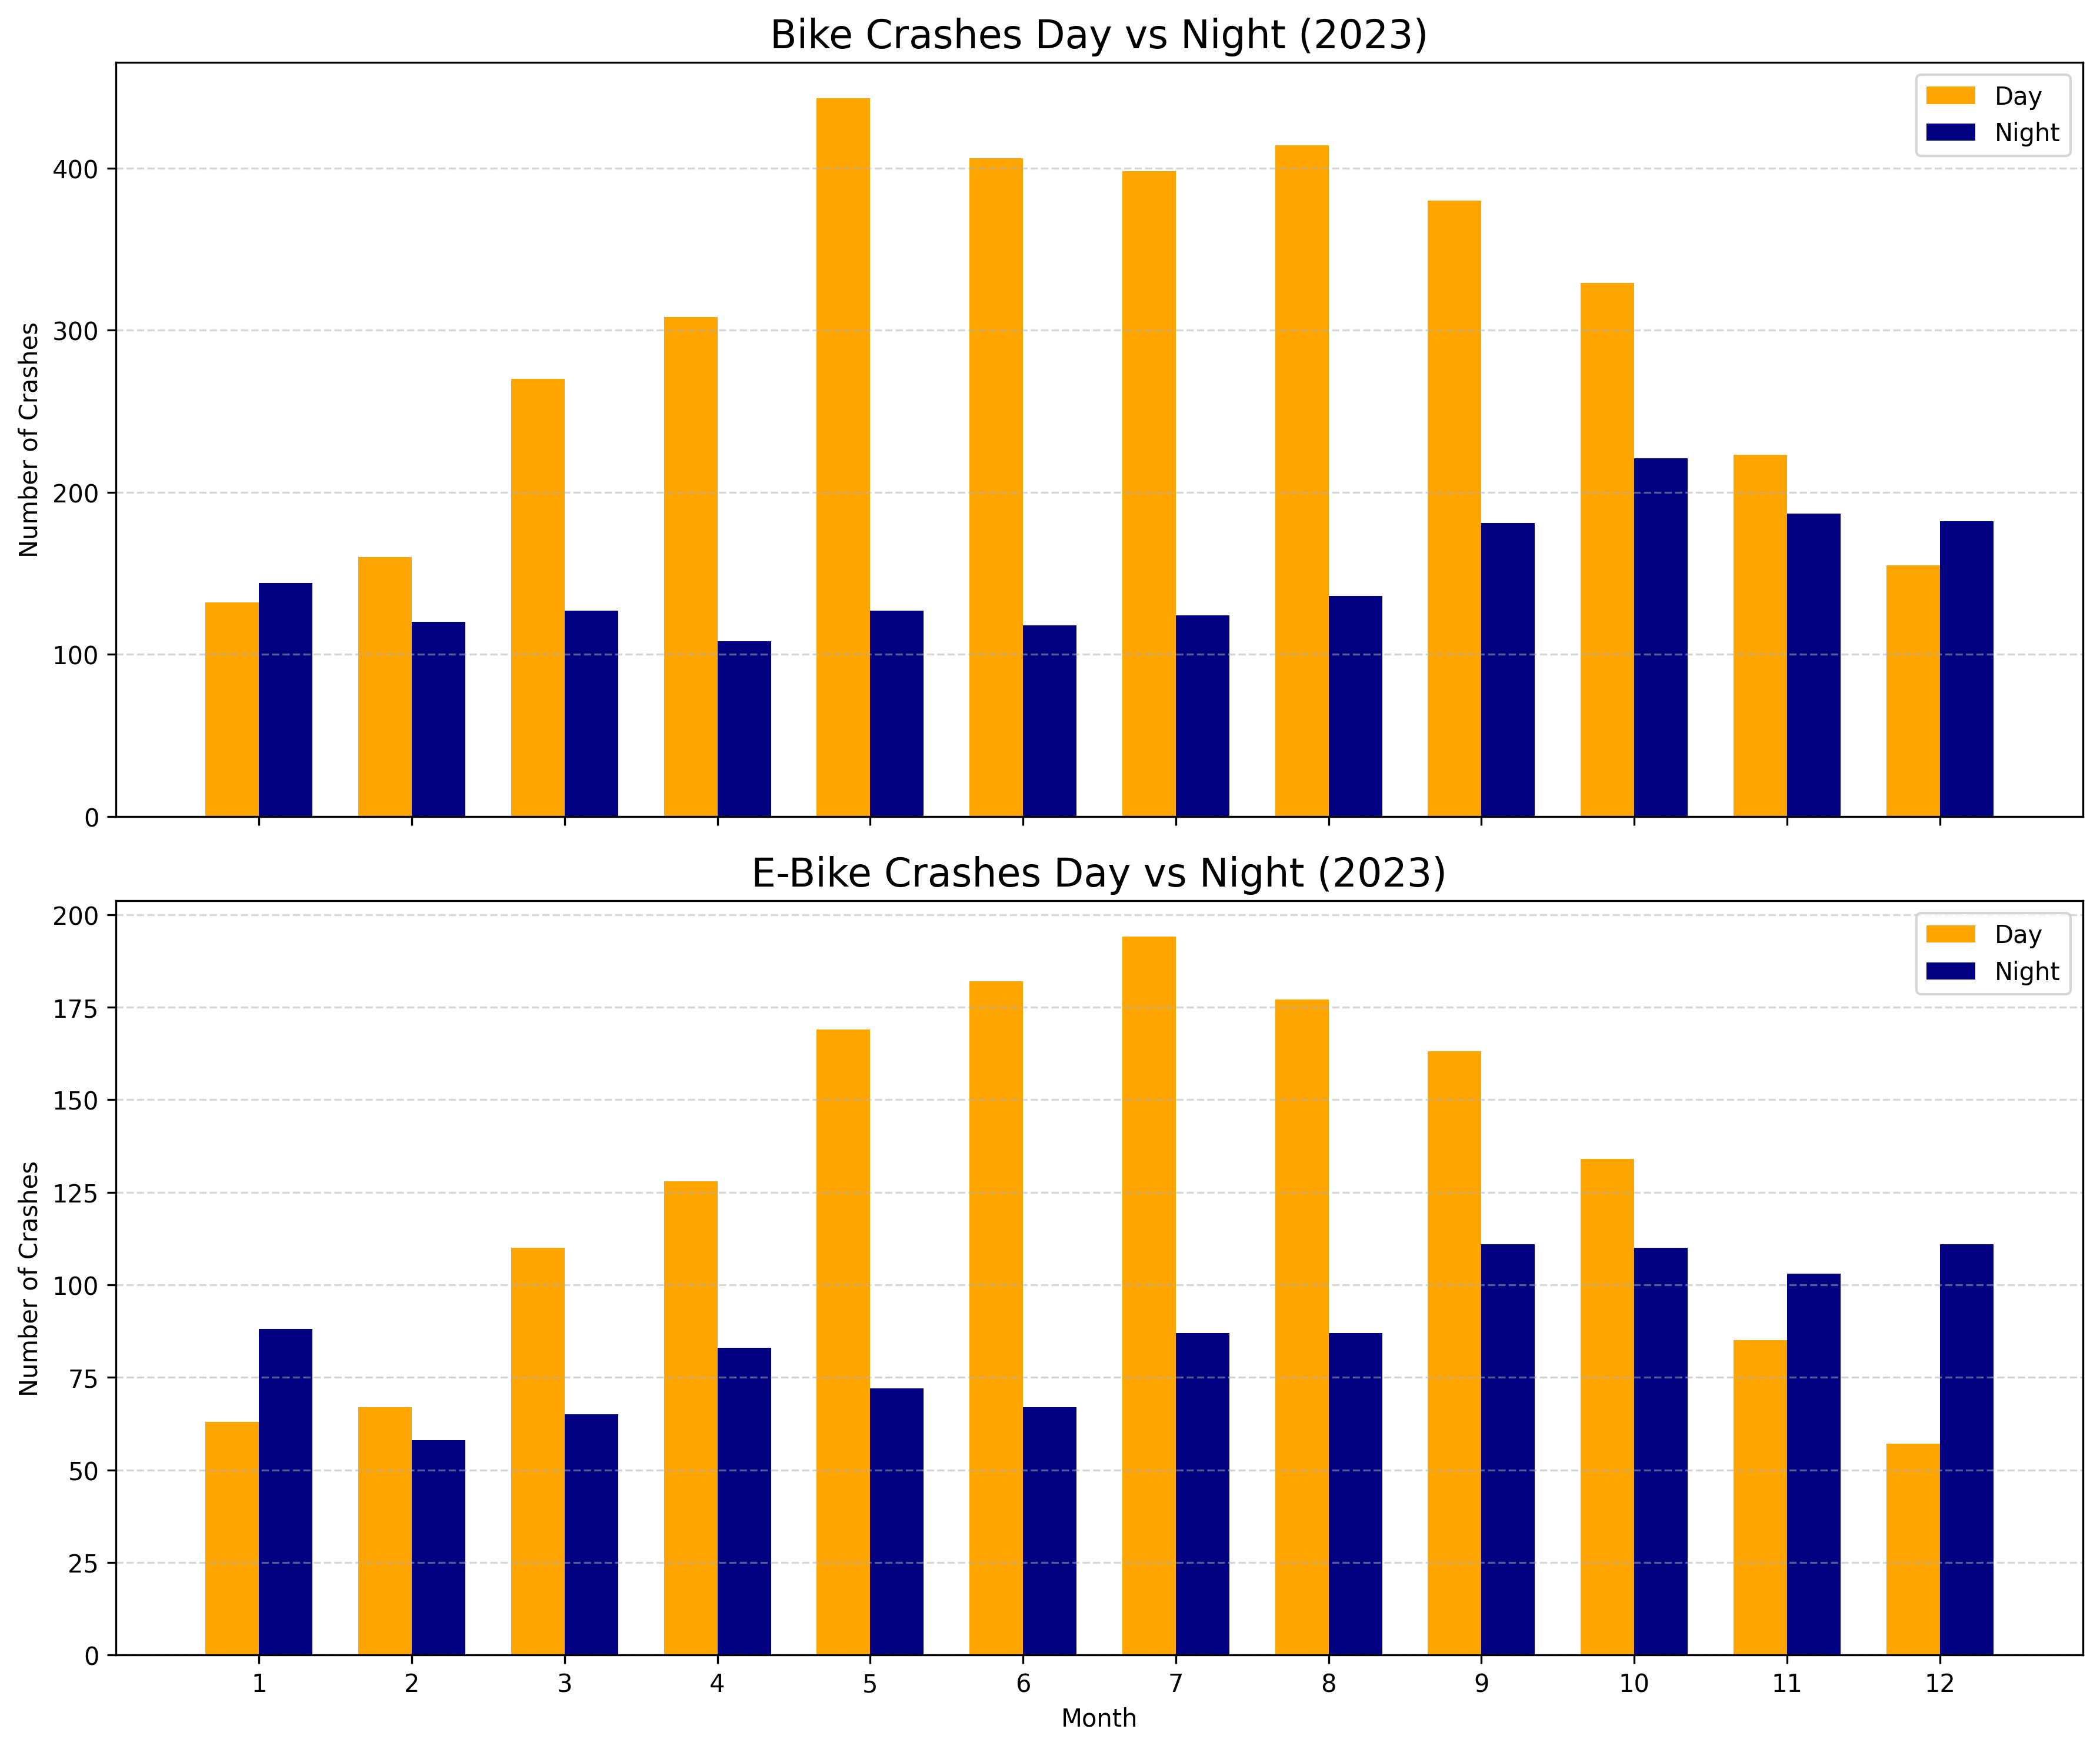 Bike Crashes Day vs Night (2023)
Day
Night
Number of Crashes
400
300
200
100
0
E-Bike Crashes Day vs Night (2023)
Day
Night
Number of Crashes
200
175
150
125
100
75
50
25
0
1 2 3 4 5 6 7 8 9 10 11 12
Month